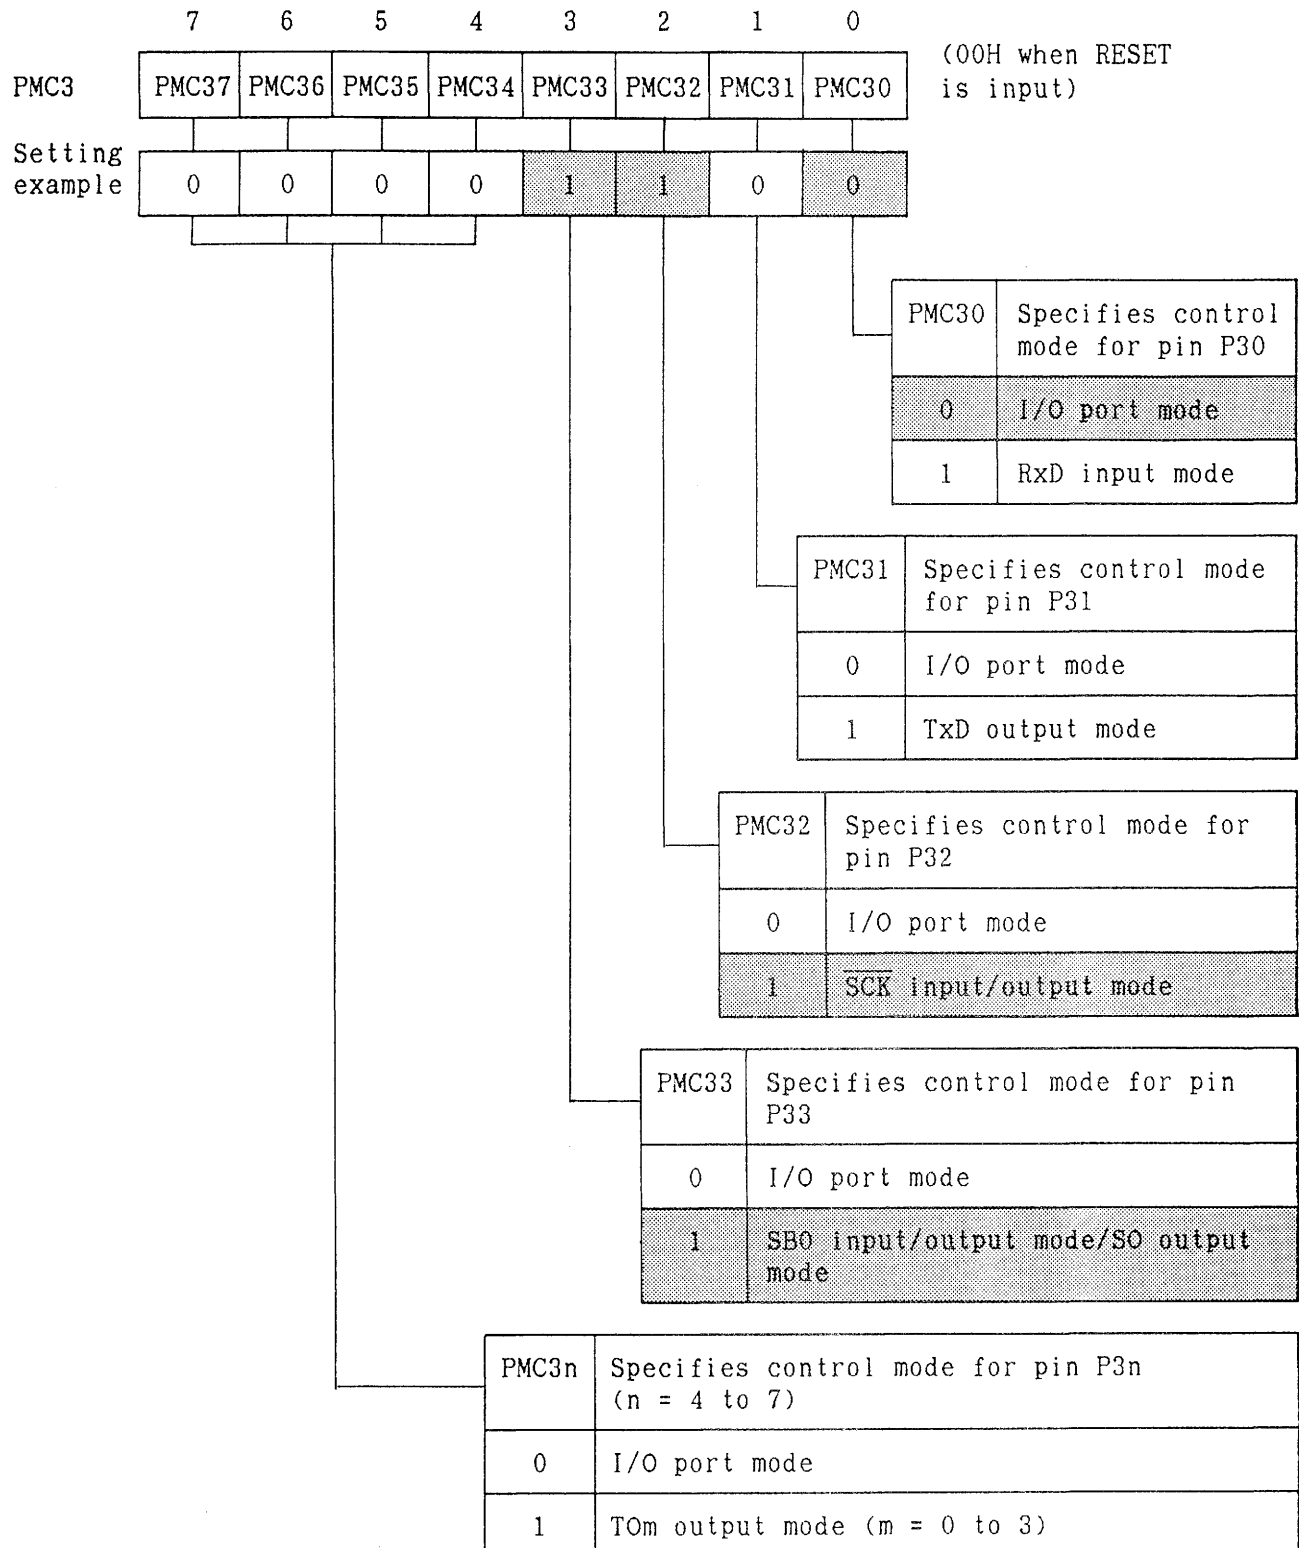 7 6 5 4 3 2 1 0
(00H when RESET
is input)
PMC3 PMC37 PMC36 PMC35 PMC34 PMC33 PMC32 PMC31 PMC30
Setting
example 0 0 0 0 1 1 0 0
PMC30 Specifies control
mode for pin P30
0 I/O port mode
1 RxD input mode
PMC31 Specifies control mode
for pin P31
0 I/O port mode
1 TxD output mode
PMC32 Specifies control mode for
pin P32
0 I/O port mode
1 S̅C̅K̅ input/output mode
PMC33 Specifies control mode for pin
P33
0 I/O port mode
1 SB0 input/output mode/SO output
mode
PMC3n Specifies control mode for pin P3n
(n = 4 to 7)
0 I/O port mode
1 TOm output mode (m = 0 to 3)